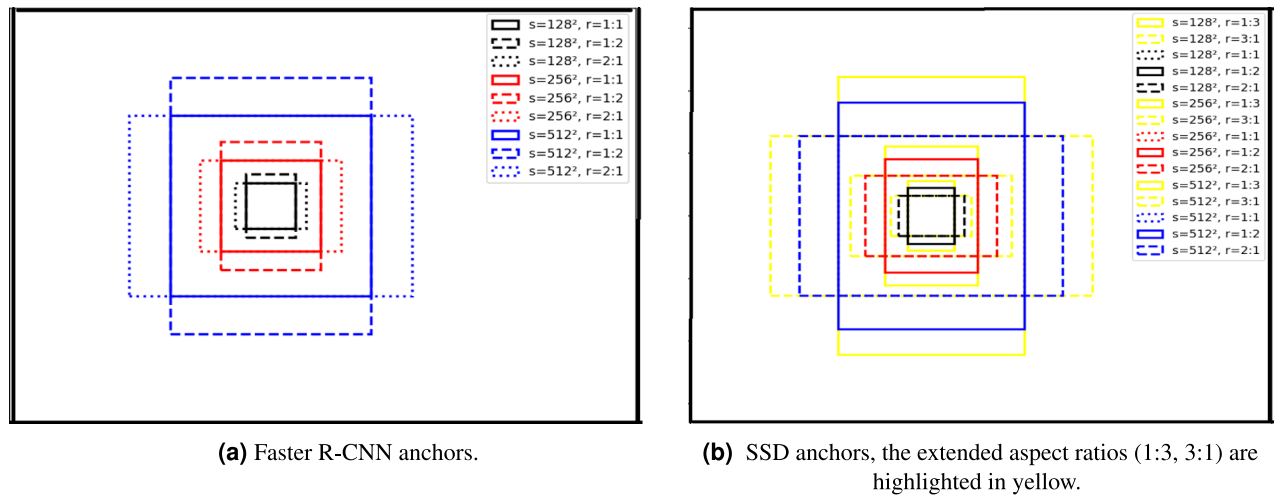 s=128², r=1:1
s=128², r=1:2
s=128², r=2:1
s=256², r=1:1
s=256², r=1:2
s=256², r=2:1
s=512², r=1:1
s=512², r=1:2
s=512², r=2:1
(a) Faster R-CNN anchors.
s=128², r=1:3
s=128², r=3:1
s=128², r=1:1
s=128², r=1:2
s=128², r=2:1
s=256², r=1:3
s=256², r=3:1
s=256², r=1:1
s=256², r=1:2
s=256², r=2:1
s=512², r=1:3
s=512², r=3:1
s=512², r=1:1
s=512², r=1:2
s=512², r=2:1
(b) SSD anchors, the extended aspect ratios (1:3, 3:1) are
highlighted in yellow.